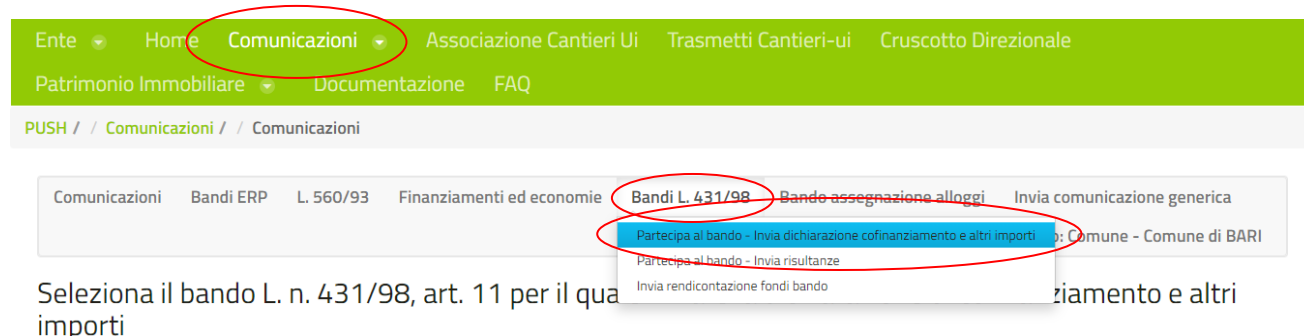 Ente Home Comunicazioni Associazione Cantieri Ui Trasmetti Cantieri-ui Cruscotto Direzionale
Patrimonio Immobiliare Documentazione FAQ
PUSH / / Comunicazioni / / Comunicazioni
Comunicazioni Bandi ERP L. 560/93 Finanziamenti ed economie Bandi L. 431/98 Bando assegnazione alloggi Invia comunicazione generica
Partecipa al bando - Invia dichiarazione cofinanziamento e altri importi
: Comune - Comune di BARI
Partecipa al bando - Invia risultanze
Invia rendicontazione fondi bando
Seleziona il bando L. n. 431/98, art. 11 per il e altri
importi